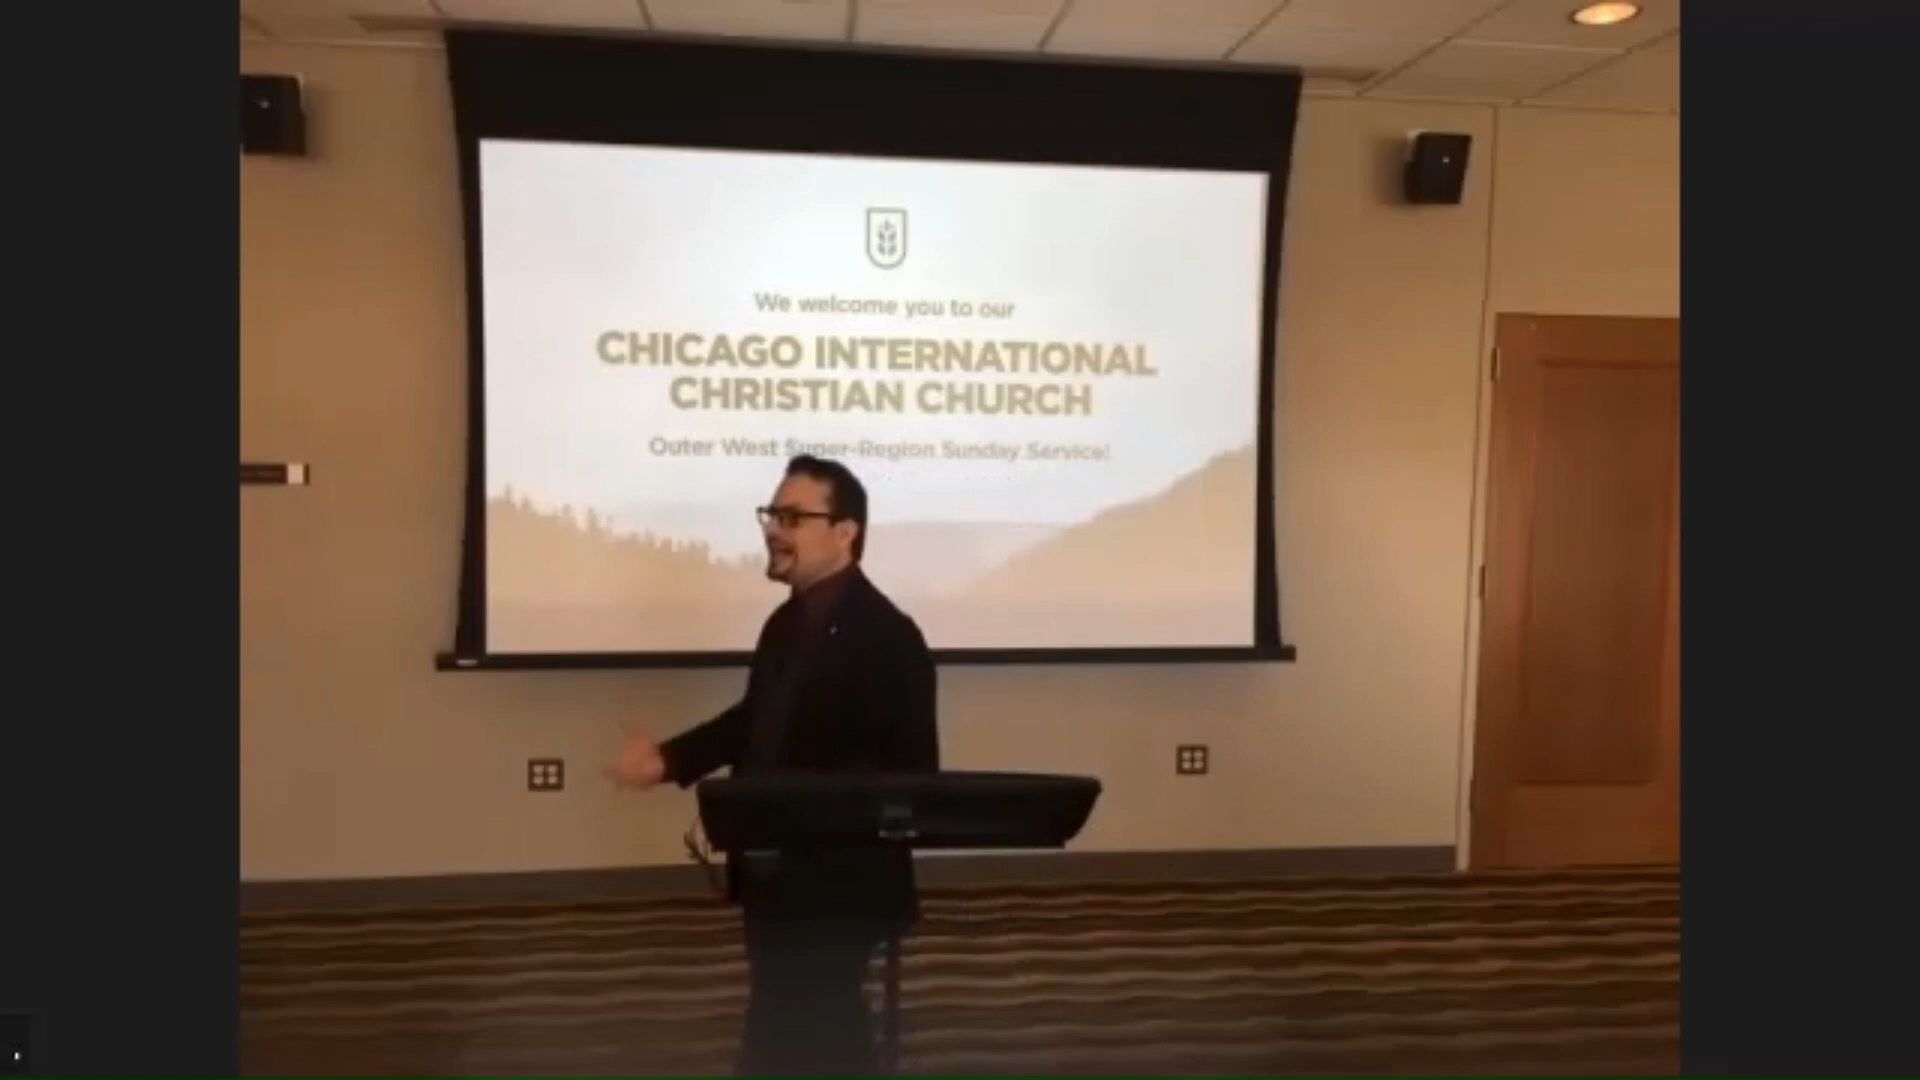 We welcome you to our
CHICAGO INTERNATIONAL
CHRISTIAN CHURCH
Outer West Super-Region Sunday Service!